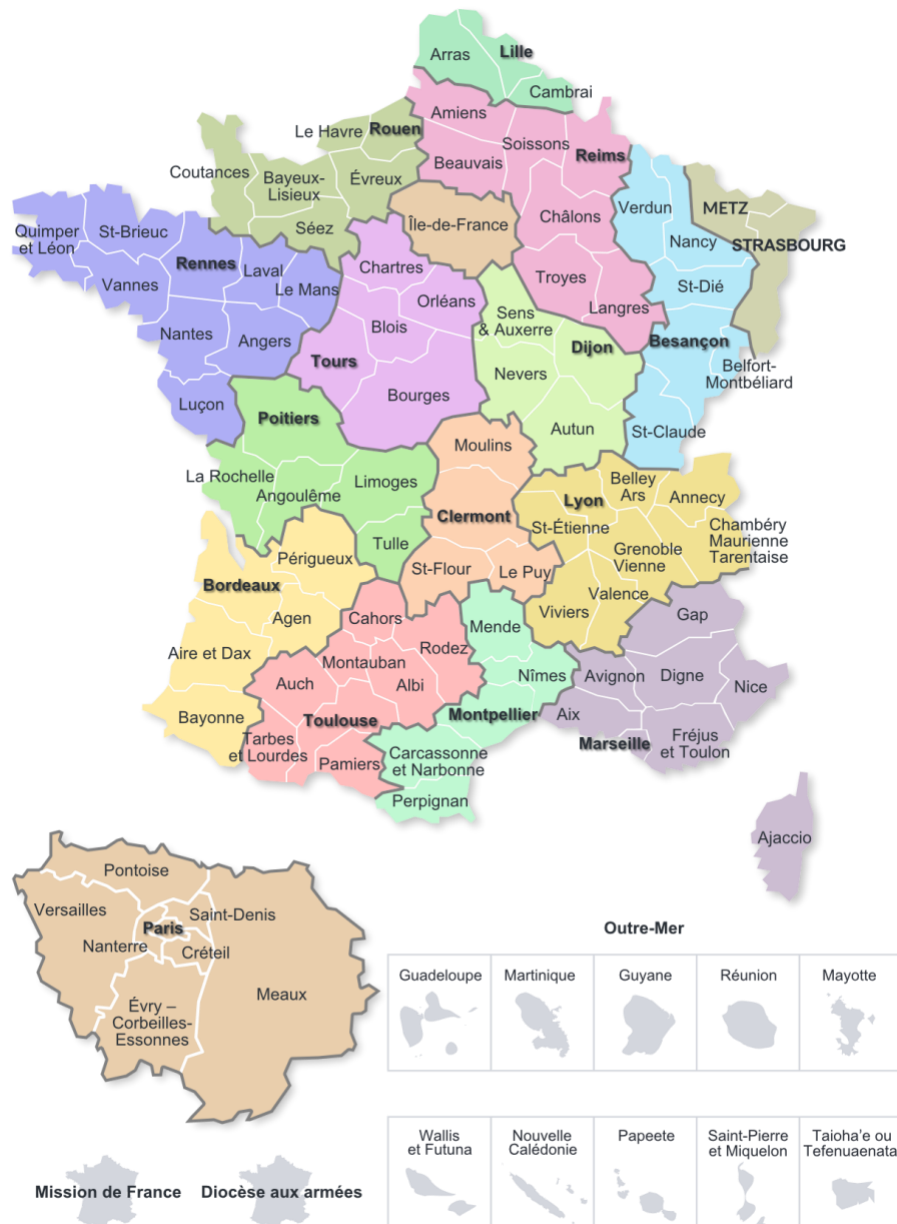 Lille
Arras
Cambrai
Amiens
Le Havre
Rouen
Soissons
Reims
Beauvais
Coutances
Bayeux-
Lisieux
Évreux
Verdun
METZ
Châlons
Île-de-France
Séez
Quimper
et Léon
St-Brieuc
Nancy
STRASBOURG
Rennes
Laval
Chartres
Troyes
St-Dié
Vannes
Le Mans
Orléans
Langres
Sens
& Auxerre
Nantes
Angers
Blois
Dijon
Besançon
Tours
Nevers
Belfort-
Montbéliard
Bourges
Luçon
Poitiers
Autun
St-Claude
Moulins
La Rochelle
Angoulême
Limoges
Belley
Ars
Annecy
Lyon
Clermont
St-Étienne
Chambéry
Maurienne
Tarentaise
Tulle
Grenoble
Vienne
Périgueux
St-Flour
Le Puy
Bordeaux
Valence
Viviers
Agen
Cahors
Mende
Gap
Rodez
Aire et Dax
Montauban
Auch
Albi
Nîmes
Avignon
Digne
Nice
Bayonne
Toulouse
Montpellier
Aix
Tarbes
et Lourdes
Marseille
Fréjus
et Toulon
Carcassonne
et Narbonne
Pamiers
Perpignan
Ajaccio
Pontoise
Versailles
Saint-Denis
Paris
Nanterre
Créteil
Meaux
Évry –
Corbeilles-
Essonnes
Outre-Mer
Guadeloupe
Martinique
Guyane
Réunion
Mayotte
Wallis
et Futuna
Nouvelle
Calédonie
Papeete
Saint-Pierre
et Miquelon
Taioha'e ou
Tefenuaenata
Mission de France
Diocèse aux armées